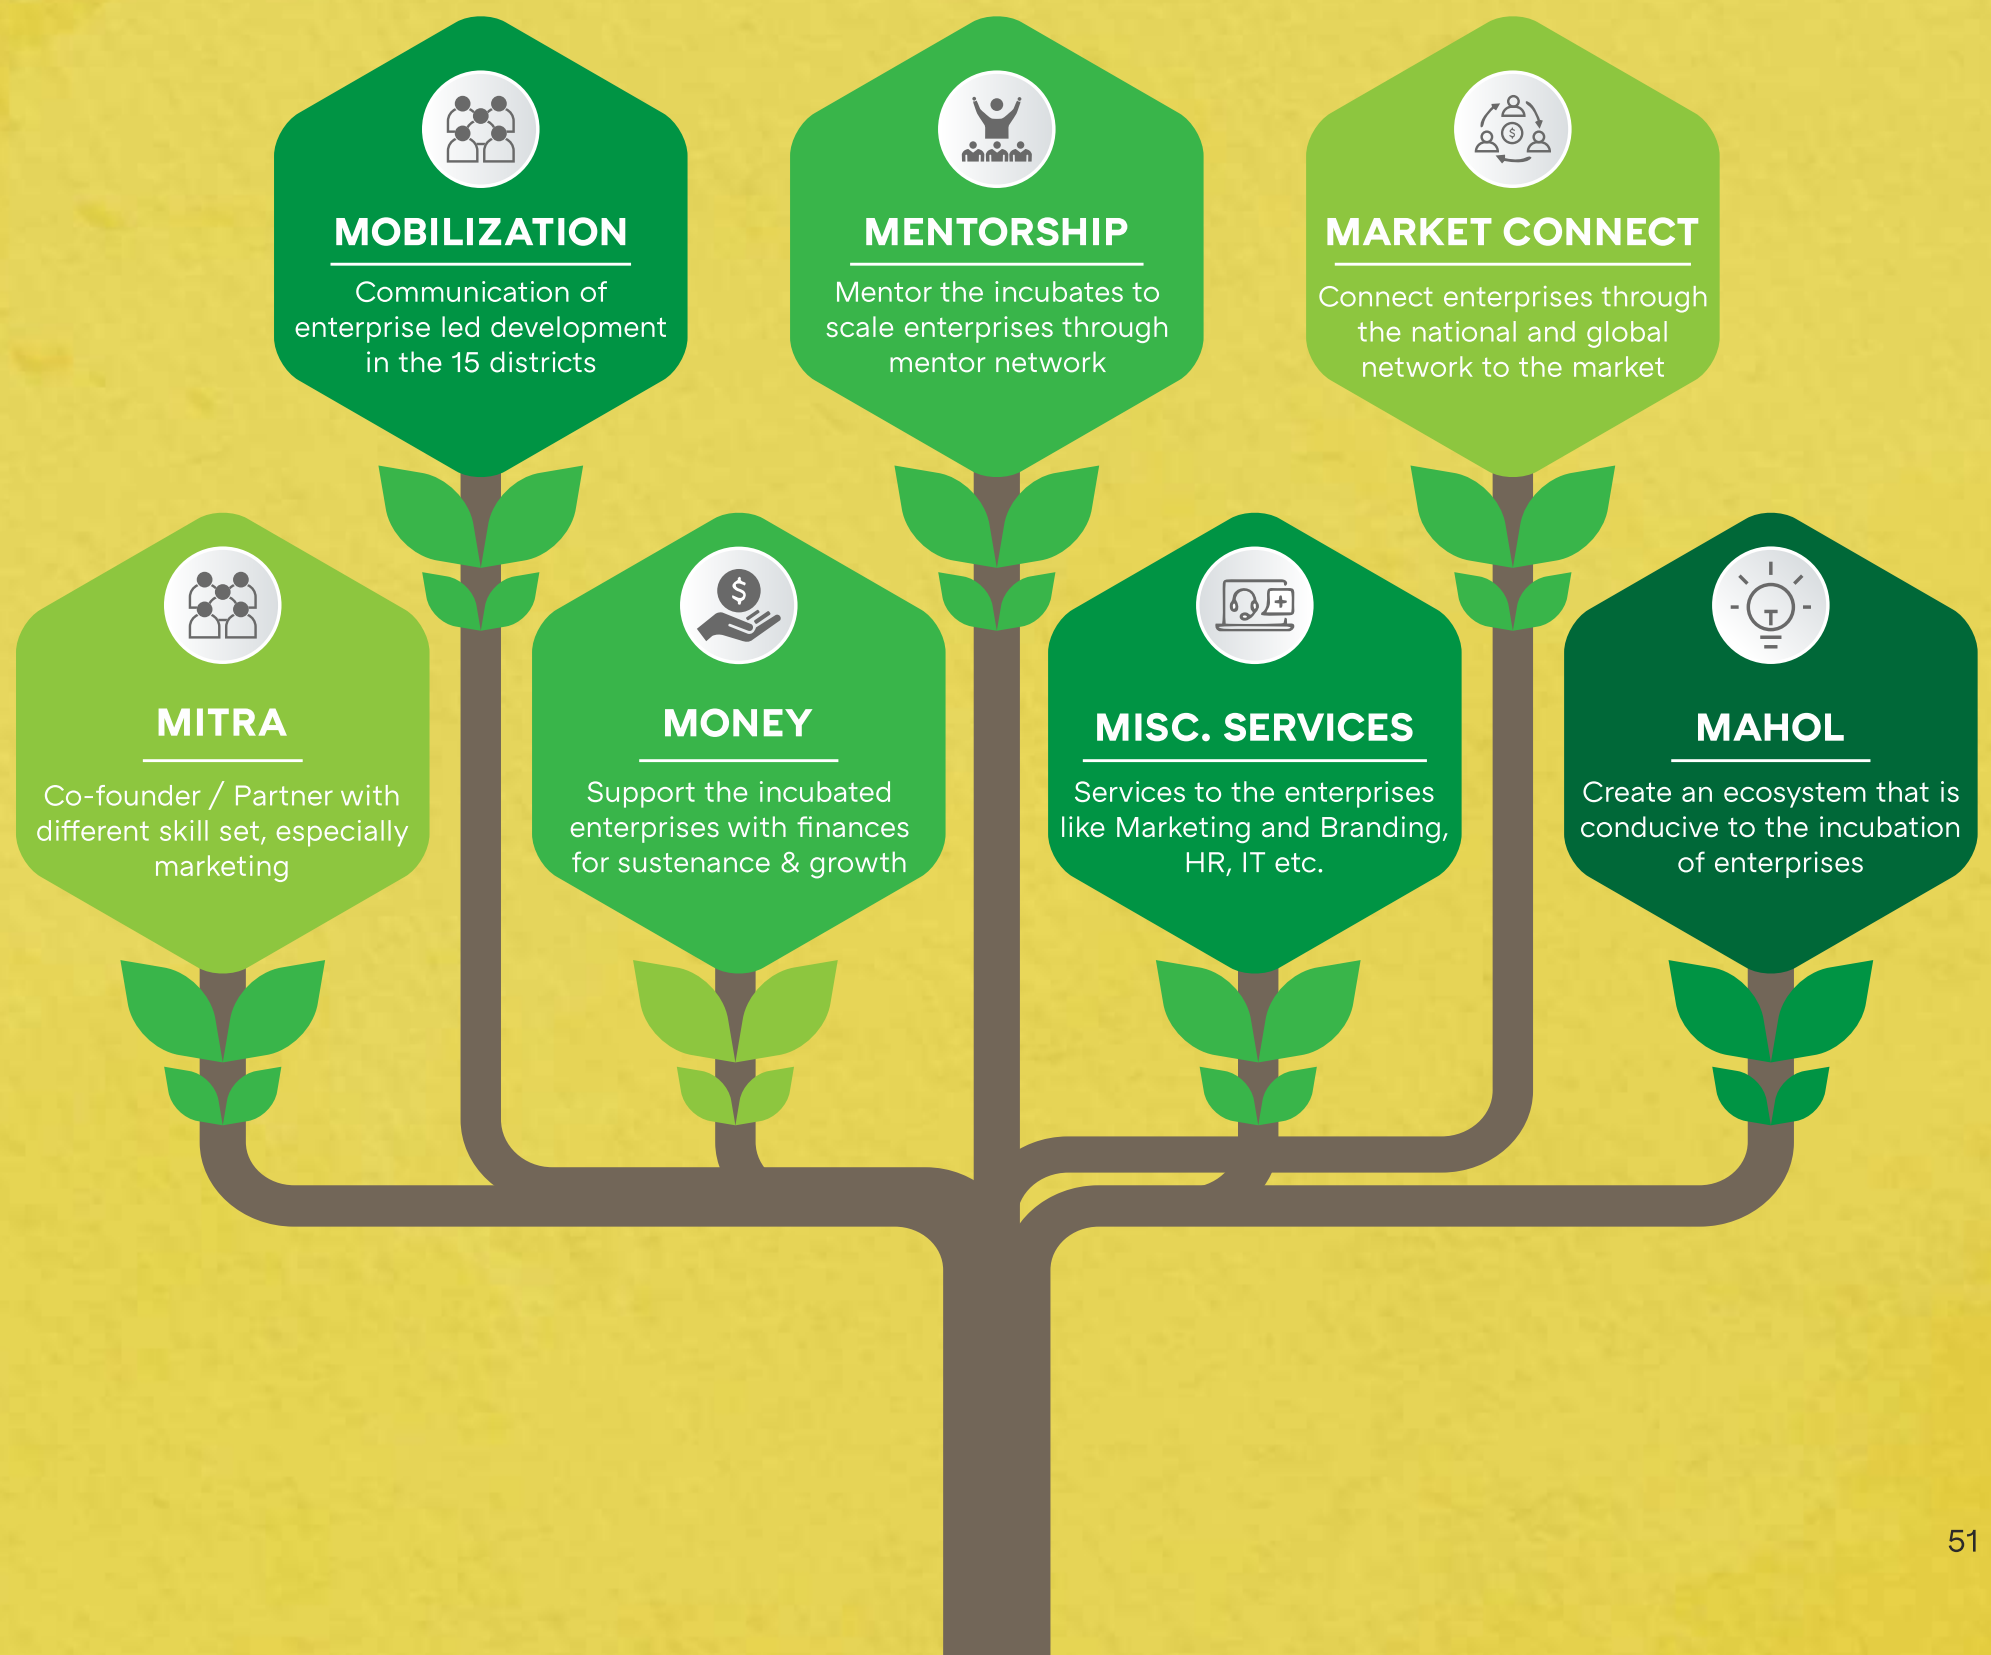 MOBILIZATION
Communication of
enterprise led development
in the 15 districts
MENTORSHIP
Mentor the incubates to
scale enterprises through
mentor network
MARKET CONNECT
Connect enterprises through
the national and global
network to the market
MITRA
Co-founder / Partner with
different skill set, especially
marketing
MONEY
Support the incubated
enterprises with finances
for sustenance & growth
MISC. SERVICES
Services to the enterprises
like Marketing and Branding,
HR, IT etc.
MAHOL
Create an ecosystem that is
conducive to the incubation
of enterprises
51